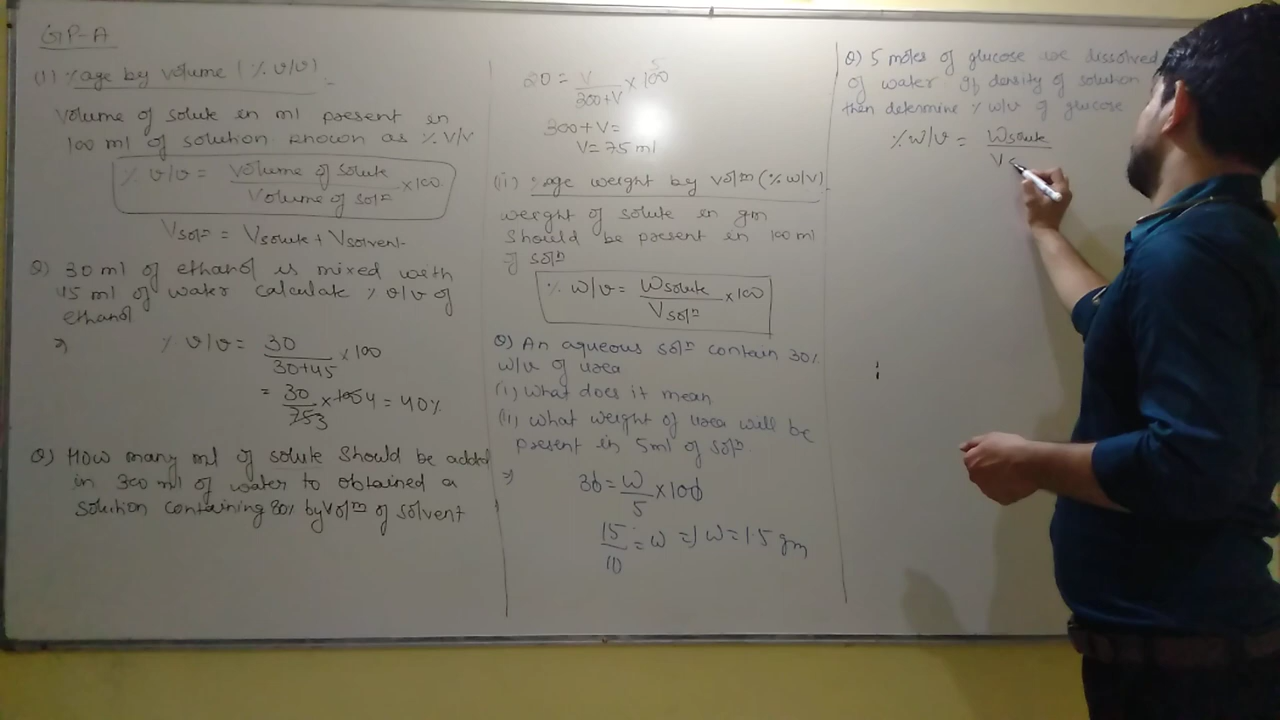 GP-A
(i) %age by volume (% v/v)
Volume of solute in ml present in
100 ml of solution known as % V/V
% v/v = Volume of solute / Volume of solⁿ × 100
Vsolⁿ = Vsolute + Vsolvent
Q) 30 ml of ethanol is mixed with
45 ml of water calculate % v/v of
ethanol
% v/v = 30 / 30+45 × 100
= 30 / 75 3 × 100 4 = 40%
Q) How many ml of solute should be added
in 300 ml of water to obtained a
solution containing 80% by Volⁿ of solvent
20 = V / 300+V × 100 5
300+V =
V = 75 ml
(ii) %age weight by Volⁿ (% W/V)
weight of solute in gm
should be present in 100 ml
of solⁿ
% w/v = Wsolute / Vsolⁿ × 100
Q) An aqueous solⁿ contain 30%
w/v of urea
(i) What does it mean
(ii) What weight of urea will be
present in 5ml of solⁿ
30 = W / 5 × 100
15 / 10 = W => W = 1.5 gm
Q) 5 moles of glucose are dissolved
of water If density of solution
then determine % w/v of glucose
% w/v = Wsolute
V s